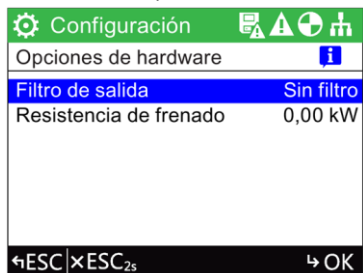 Configuración
Opciones de hardware
Filtro de salida Sin filtro
Resistencia de frenado 0,00 kW
ESC ESC2s OK